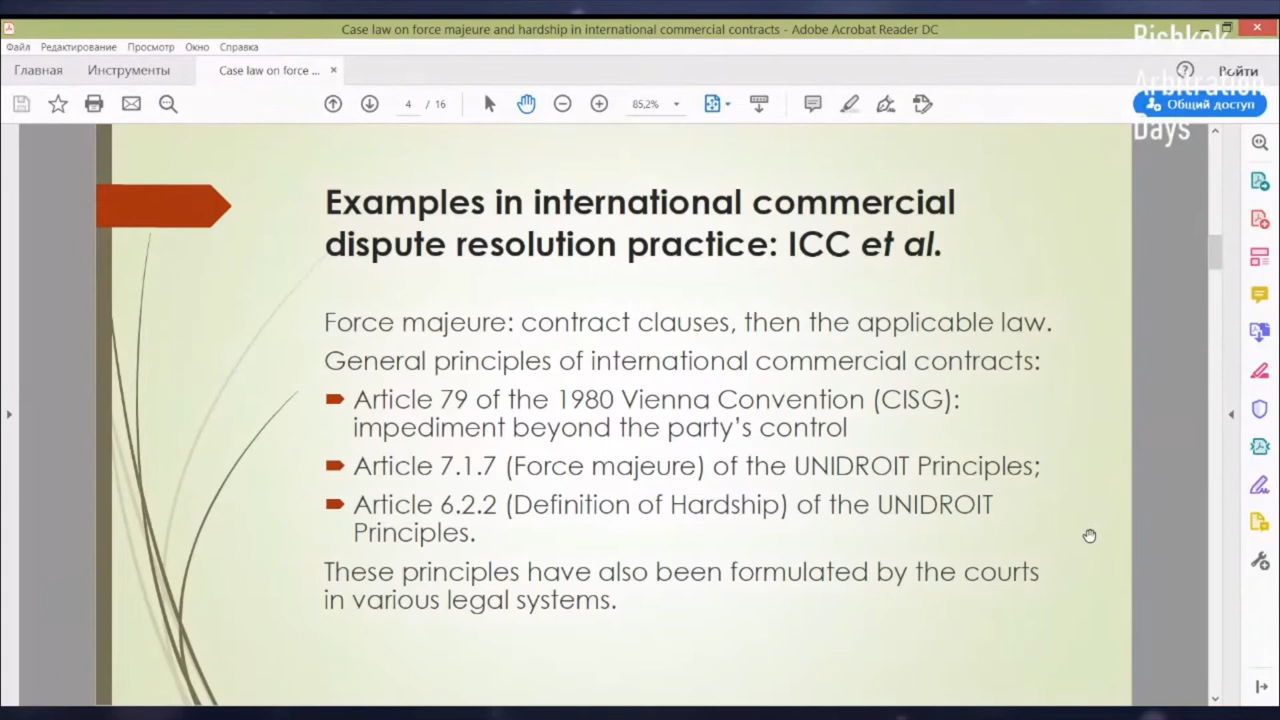 Case law on force majeure and hardship in international commercial contracts - Adobe Acrobat Reader DC
Bishkek
Arbitration
Days
Файл Редактирование Просмотр Окно Справка
Главная Инструменты Case law on force ... ×
Войти
4 / 16 85,2% Общий доступ
Examples in international commercial
dispute resolution practice: ICC et al.
Force majeure: contract clauses, then the applicable law.
General principles of international commercial contracts:
Article 79 of the 1980 Vienna Convention (CISG):
impediment beyond the party’s control
Article 7.1.7 (Force majeure) of the UNIDROIT Principles;
Article 6.2.2 (Definition of Hardship) of the UNIDROIT
Principles.
These principles have also been formulated by the courts
in various legal systems.